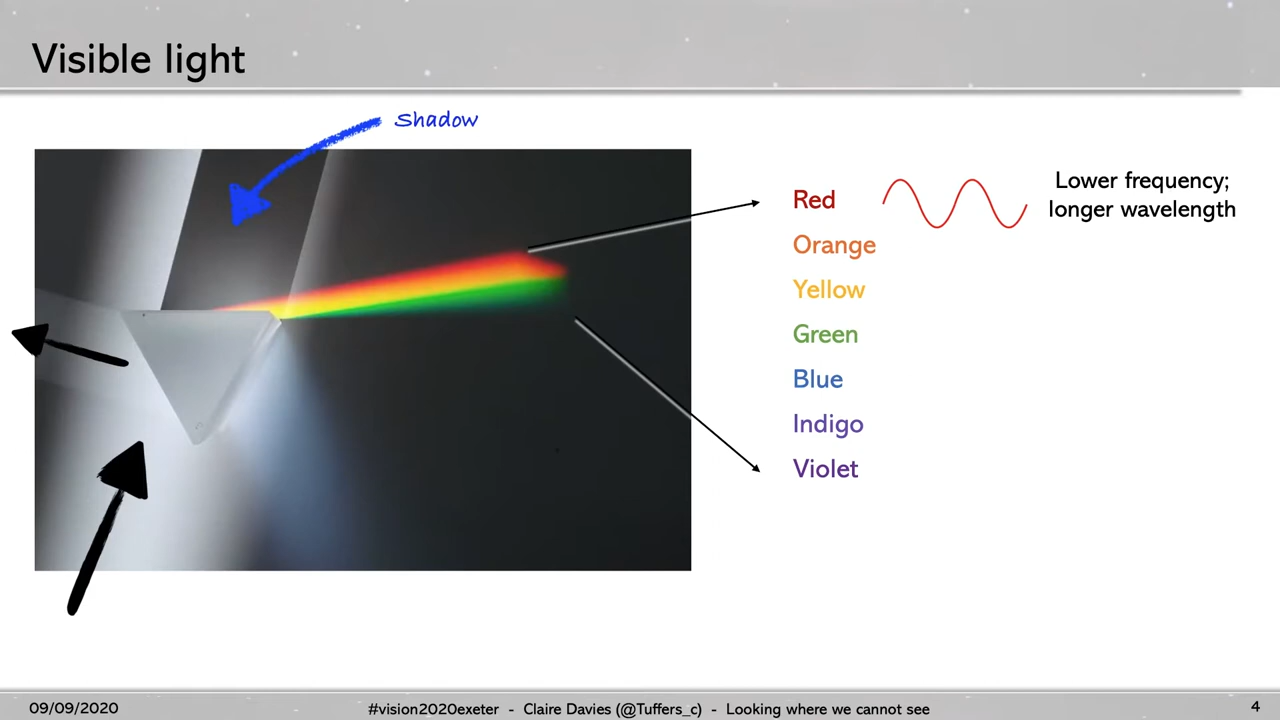 Visible light
Shadow
Red
Lower frequency;
longer wavelength
Orange
Yellow
Green
Blue
Indigo
Violet
09/09/2020
#vision2020exeter - Claire Davies (@Tuffers_c) - Looking where we cannot see
4